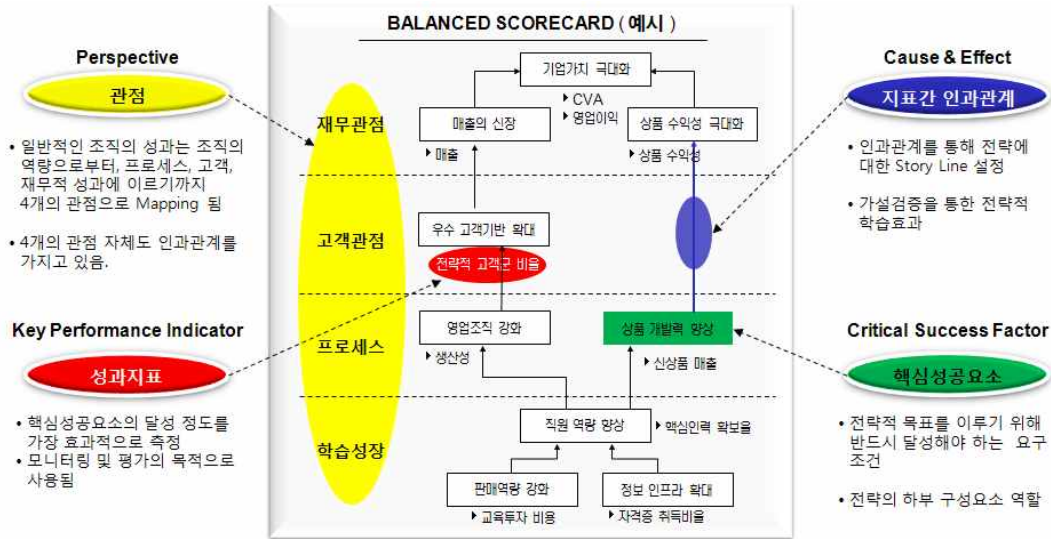 BALANCED SCORECARD ( 예시 )
Perspective
관점
• 일반적인 조직의 성과는 조직의
역량으로부터, 프로세스, 고객,
재무적 성과에 이르기까지
4개의 관점으로 Mapping 됨
• 4개의 관점 자체도 인과관계를
가지고 있음.
Key Performance Indicator
성과지표
• 핵심성공요소의 달성 정도를
가장 효과적으로 측정
• 모니터링 및 평가의 목적으로
사용됨
재무관점
기업가치 극대화
CVA
영업이익
매출의 신장
매출
상품 수익성 극대화
상품 수익성
고객관점
우수 고객기반 확대
전략적 고객군 비율
프로세스
영업조직 강화
생산성
상품 개발력 향상
신상품 매출
학습성장
직원 역량 향상
핵심인력 확보율
판매역량 강화
교육투자 비용
정보 인프라 확대
자격증 취득비율
Cause & Effect
지표간 인과관계
• 인과관계를 통해 전략에
대한 Story Line 설정
• 가설검증을 통한 전략적
학습효과
Critical Success Factor
핵심성공요소
• 전략적 목표를 이루기 위해
반드시 달성해야 하는 요구
조건
• 전략의 하부 구성요소 역할